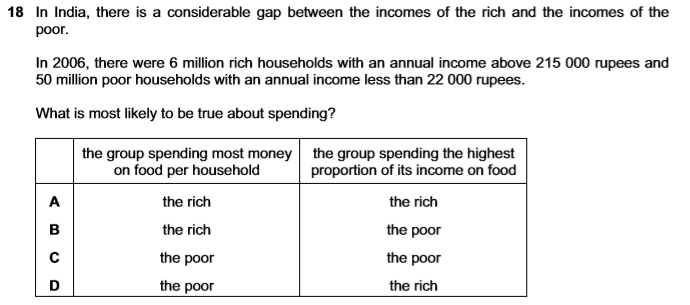 18 In India, there is a considerable gap between the incomes of the rich and the incomes of the
poor.
In 2006, there were 6 million rich households with an annual income above 215 000 rupees and
50 million poor households with an annual income less than 22 000 rupees.
What is most likely to be true about spending?
the group spending most money the group spending the highest
on food per household proportion of its income on food
A the rich the rich
B the rich the poor
C the poor the poor
D the poor the rich